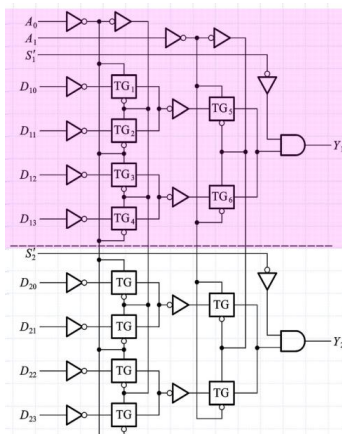 A₀
A₁
S′₁
D₁₀ TG₁
TG₅
D₁₁ TG₂
Y₁
D₁₂ TG₃
TG₆
D₁₃ TG₄
S′₂
D₂₀ TG
TG
D₂₁ TG
D₂₂ TG
TG
D₂₃ TG